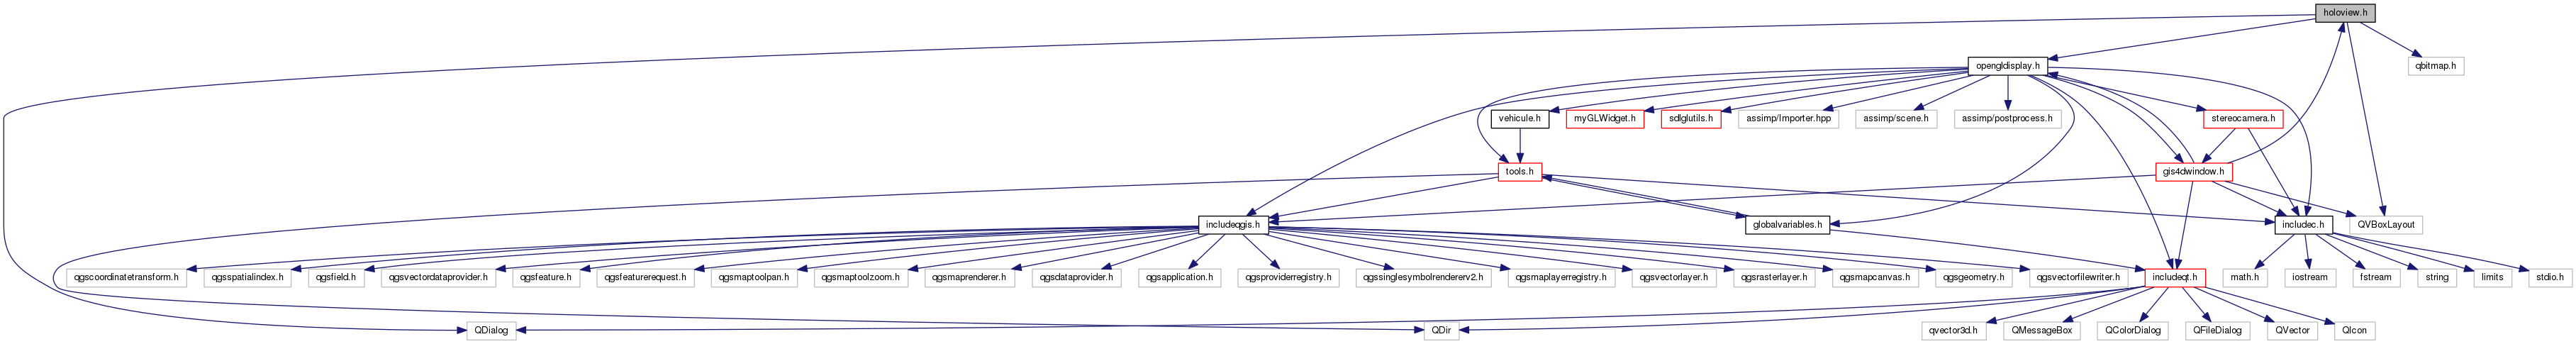 holoview.h
opengldisplay.h
qbitmap.h
vehicule.h
myGLWidget.h
sdlglutils.h
assimp/Importer.hpp
assimp/scene.h
assimp/postprocess.h
stereocamera.h
tools.h
gis4dwindow.h
includeqgis.h
globalvariables.h
includec.h
QVBoxLayout
qgscoordinatetransform.h
qgsspatialindex.h
qgsfield.h
qgsvectordataprovider.h
qgsfeature.h
qgsfeaturerequest.h
qgsmaptoolpan.h
qgsmaptoolzoom.h
qgsmaprenderer.h
qgsdataprovider.h
qgsapplication.h
qgsproviderregistry.h
qgssinglesymbolrendererv2.h
qgsmaplayerregistry.h
qgsvectorlayer.h
qgsrasterlayer.h
qgsmapcanvas.h
qgsgeometry.h
qgsvectorfilewriter.h
includeqt.h
math.h
iostream
fstream
string
limits
stdio.h
QDialog
QDir
qvector3d.h
QMessageBox
QColorDialog
QFileDialog
QVector
QIcon